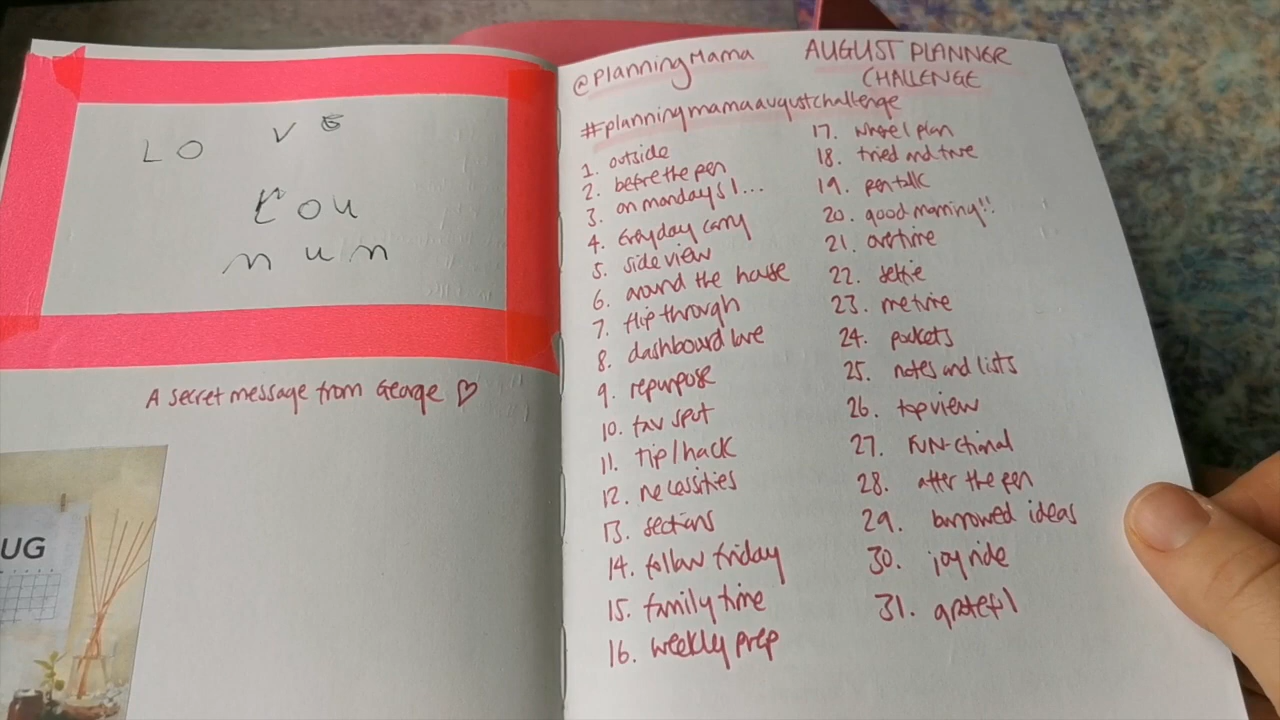 LO VE
you
mum
A secret message from George ♡
UG
@PlanningMama
AUGUST PLANNER
CHALLENGE
#planningmamaaugustchallenge
1. outside
2. before the pen
3. on mondays I...
4. Everyday carry
5. side view
6. around the house
7. flip through
8. dashboard love
9. repurpose
10. fav spot
11. tip/hack
12. necessities
13. sections
14. follow friday
15. family time
16. weekly prep
17. what I plan
18. tried and true
19. pen talk
20. good morning!!
21. overtime
22. selfie
23. me time
24. pockets
25. notes and lists
26. top view
27. FUN-ctional
28. after the pen
29. borrowed ideas
30. joy ride
31. grateful